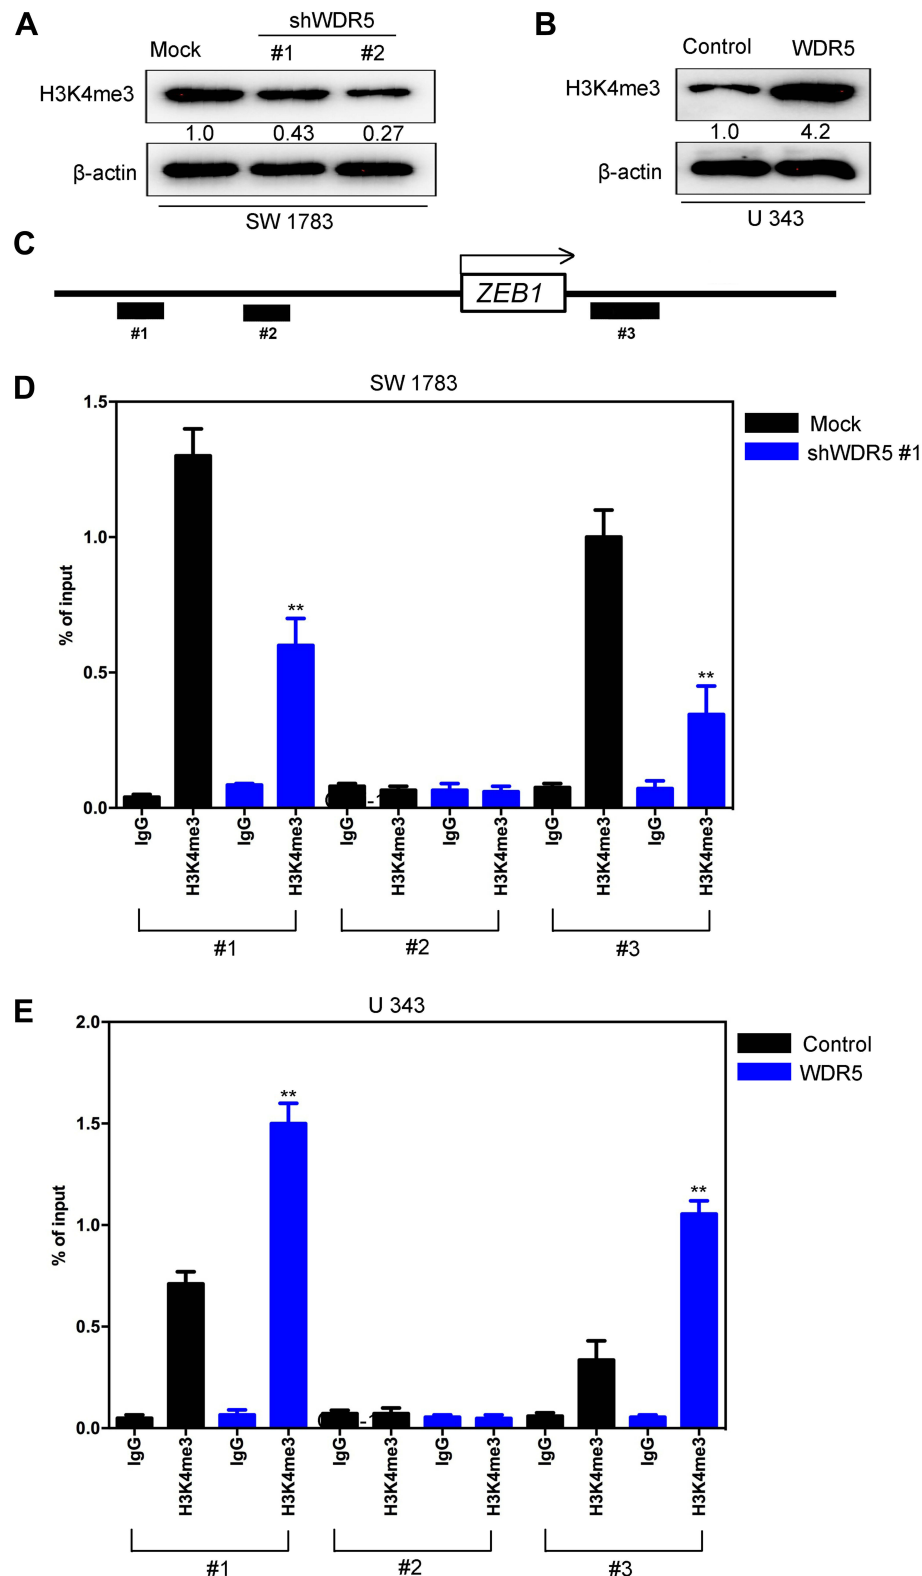 A
shWDR5
Mock #1 #2
H3K4me3
1.0 0.43 0.27
β-actin
SW 1783
B
Control WDR5
H3K4me3
1.0 4.2
β-actin
U 343
C
ZEB1
#1 #2 #3
D
SW 1783
Mock
shWDR5 #1
% of input
1.5
1.0
0.5
0.0
** **
IgG H3K4me3 IgG H3K4me3 IgG H3K4me3 IgG H3K4me3 IgG H3K4me3 IgG H3K4me3
#1 #2 #3
E
U 343
Control
WDR5
% of input
2.0
1.5
1.0
0.5
0.0
** **
IgG H3K4me3 IgG H3K4me3 IgG H3K4me3 IgG H3K4me3 IgG H3K4me3 IgG H3K4me3
#1 #2 #3